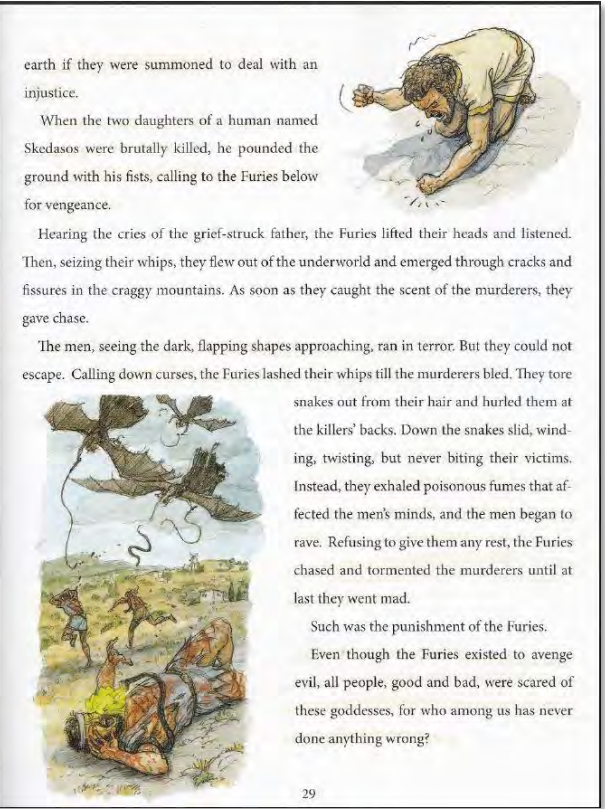 earth if they were summoned to deal with an
injustice.
When the two daughters of a human named
Skedasos were brutally killed, he pounded the
ground with his fists, calling to the Furies below
for vengeance.
Hearing the cries of the grief-struck father, the Furies lifted their heads and listened.
Then, seizing their whips, they flew out of the underworld and emerged through cracks and
fissures in the craggy mountains. As soon as they caught the scent of the murderers, they
gave chase.
The men, seeing the dark, flapping shapes approaching, ran in terror. But they could not
escape. Calling down curses, the Furies lashed their whips till the murderers bled. They tore
snakes out from their hair and hurled them at
the killers' backs. Down the snakes slid, wind-
ing, twisting, but never biting their victims.
Instead, they exhaled poisonous fumes that af-
fected the men's minds, and the men began to
rave. Refusing to give them any rest, the Furies
chased and tormented the murderers until at
last they went mad.
Such was the punishment of the Furies.
Even though the Furies existed to avenge
evil, all people, good and bad, were scared of
these goddesses, for who among us has never
done anything wrong?
29